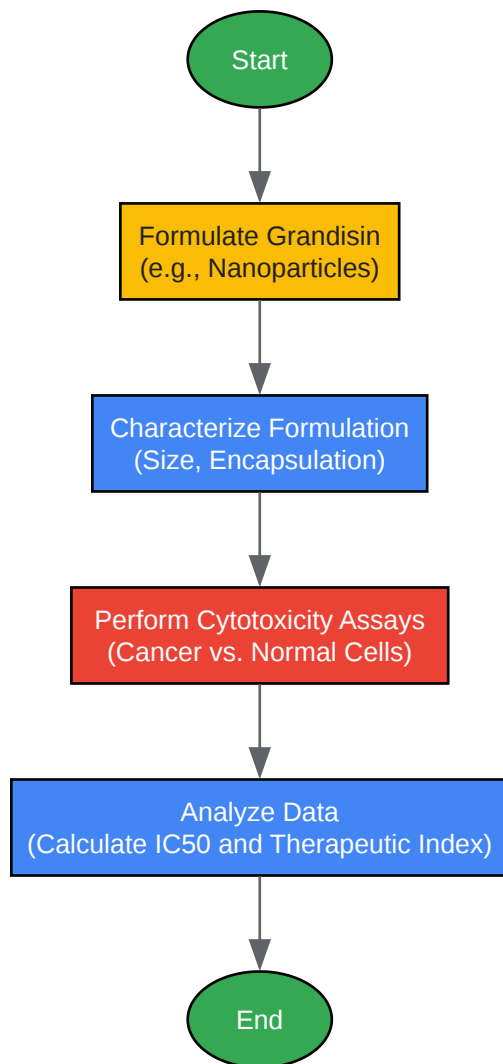 Start
Formulate Grandisin
(e.g., Nanoparticles)
Characterize Formulation
(Size, Encapsulation)
Perform Cytotoxicity Assays
(Cancer vs. Normal Cells)
Analyze Data
(Calculate IC50 and Therapeutic Index)
End